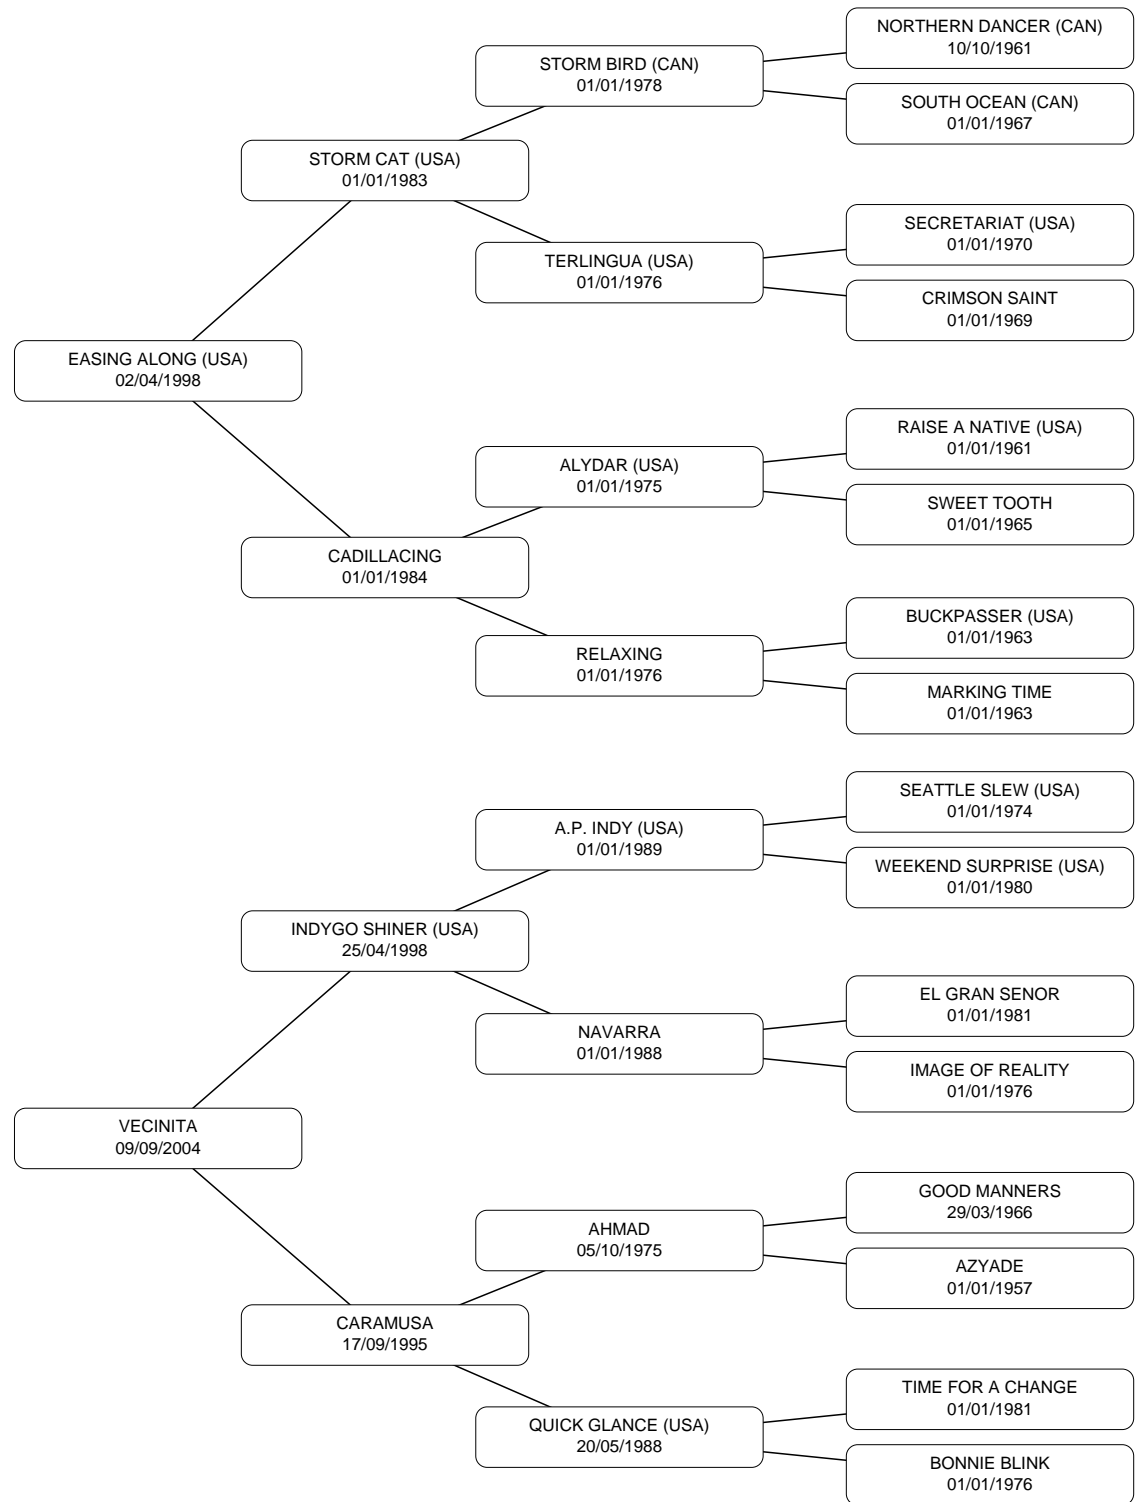 NORTHERN DANCER (CAN)
10/10/1961
STORM BIRD (CAN)
01/01/1978
SOUTH OCEAN (CAN)
01/01/1967
STORM CAT (USA)
01/01/1983
SECRETARIAT (USA)
01/01/1970
TERLINGUA (USA)
01/01/1976
CRIMSON SAINT
01/01/1969
EASING ALONG (USA)
02/04/1998
RAISE A NATIVE (USA)
01/01/1961
ALYDAR (USA)
01/01/1975
SWEET TOOTH
01/01/1965
CADILLACING
01/01/1984
BUCKPASSER (USA)
01/01/1963
RELAXING
01/01/1976
MARKING TIME
01/01/1963
SEATTLE SLEW (USA)
01/01/1974
A.P. INDY (USA)
01/01/1989
WEEKEND SURPRISE (USA)
01/01/1980
INDYGO SHINER (USA)
25/04/1998
EL GRAN SENOR
01/01/1981
NAVARRA
01/01/1988
IMAGE OF REALITY
01/01/1976
VECINITA
09/09/2004
GOOD MANNERS
29/03/1966
AHMAD
05/10/1975
AZYADE
01/01/1957
CARAMUSA
17/09/1995
TIME FOR A CHANGE
01/01/1981
QUICK GLANCE (USA)
20/05/1988
BONNIE BLINK
01/01/1976